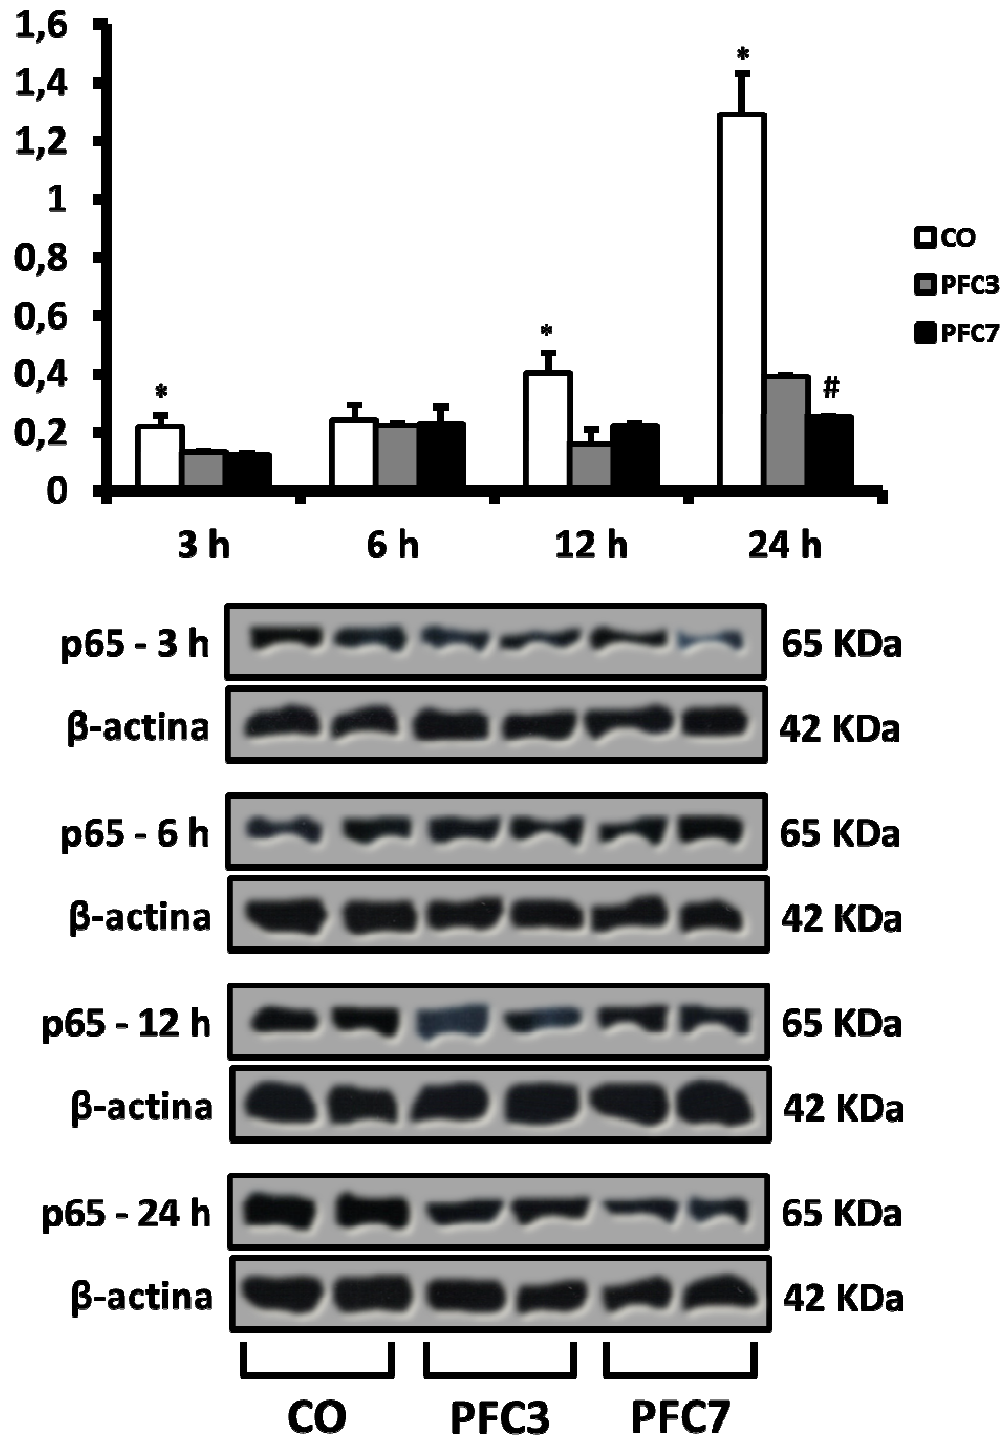 1,6
1,4
1,2
1
0,8
0,6
0,4
0,2
0
*
*
*
#
CO
PFC3
PFC7
3 h 6 h 12 h 24 h
p65 - 3 h 65 KDa
β-actina 42 KDa
p65 - 6 h 65 KDa
β-actina 42 KDa
p65 - 12 h 65 KDa
β-actina 42 KDa
p65 - 24 h 65 KDa
β-actina 42 KDa
CO PFC3 PFC7